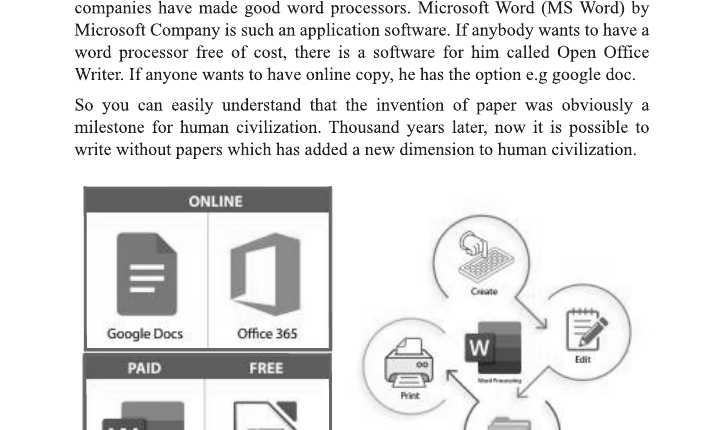 companies have made good word processors. Microsoft Word (MS Word) by
Microsoft Company is such an application software. If anybody wants to have a
word processor free of cost, there is a software for him called Open Office
Writer. If anyone wants to have online copy, he has the option e.g google doc.
So you can easily understand that the invention of paper was obviously a
milestone for human civilization. Thousand years later, now it is possible to
write without papers which has added a new dimension to human civilization.
ONLINE
Google Docs
Office 365
PAID
FREE
Create
Edit
W
Word Processing
Print